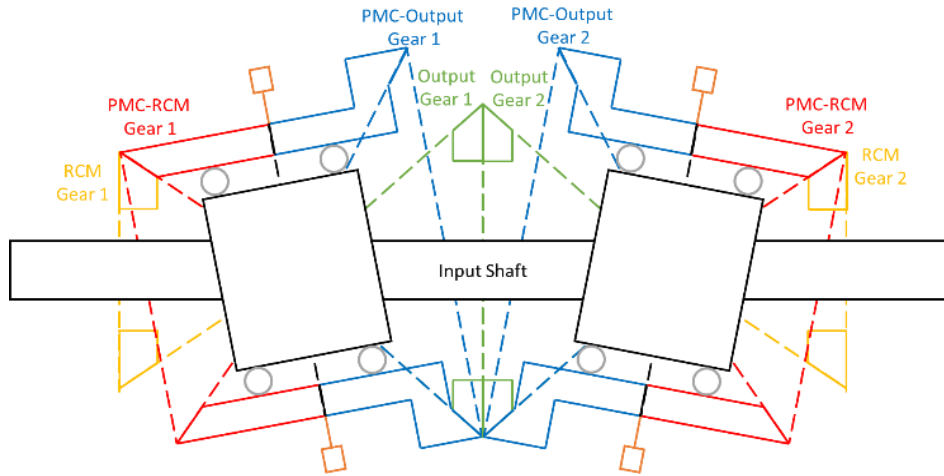 PMC-Output
Gear 1
PMC-Output
Gear 2
Output
Gear 1
Output
Gear 2
PMC-RCM
Gear 1
PMC-RCM
Gear 2
RCM
Gear 1
RCM
Gear 2
Input Shaft